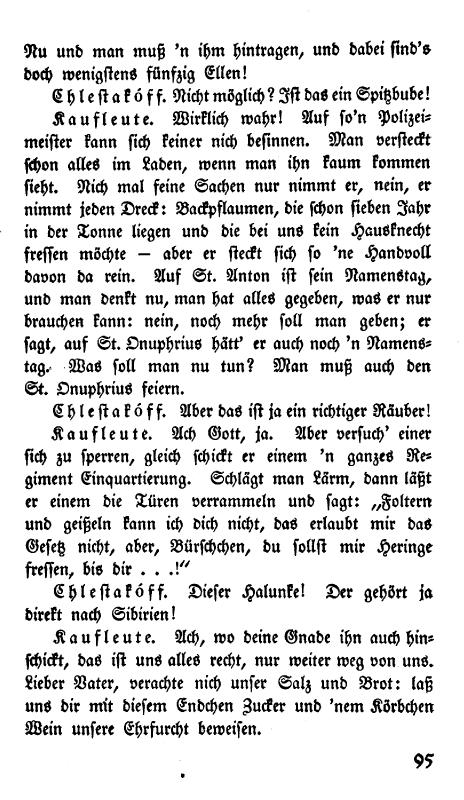 Nu und man muß 'n ihm hintragen, und dabei sind's
doch wenigstens fünfzig Ellen!
Chlestakóff. Nicht möglich? Ist das ein Spitzbube!
Kaufleute. Wirklich wahr! Auf so'n Polizei-
meister kann sich keiner nich besinnen. Man versteckt
schon alles im Laden, wenn man ihn kaum kommen
sieht. Nich mal feine Sachen nur nimmt er, nein, er
nimmt jeden Dreck: Backpflaumen, die schon sieben Jahr
in der Tonne liegen und die bei uns kein Hausknecht
fressen möchte — aber er steckt sich so 'ne Handvoll
davon da rein. Auf St. Anton ist sein Namenstag,
und man denkt nu, man hat alles gegeben, was er nur
brauchen kann: nein, noch mehr soll man geben; er
sagt, auf St. Onuphrius hätt' er auch noch 'n Namens-
tag. Was soll man nu tun? Man muß auch den
St. Onuphrius feiern.
Chlestakóff. Aber das ist ja ein richtiger Räuber!
Kaufleute. Ach Gott, ja. Aber versuch' einer
sich zu sperren, gleich schickt er einem 'n ganzes Re-
giment Einquartierung. Schlägt man Lärm, dann läßt
er einem die Türen verrammeln und sagt: „Foltern
und geißeln kann ich dich nicht, das erlaubt mir das
Gesetz nicht, aber, Bürschchen, du sollst mir Heringe
fressen, bis dir . . .!“
Chlestakóff. Dieser Halunke! Der gehört ja
direkt nach Sibirien!
Kaufleute. Ach, wo deine Gnade ihn auch hin-
schickt, das ist uns alles recht, nur weiter weg von uns.
Lieber Vater, verachte nich unser Salz und Brot: laß
uns dir mit diesem Endchen Zucker und 'nem Körbchen
Wein unsere Ehrfurcht beweisen.
95